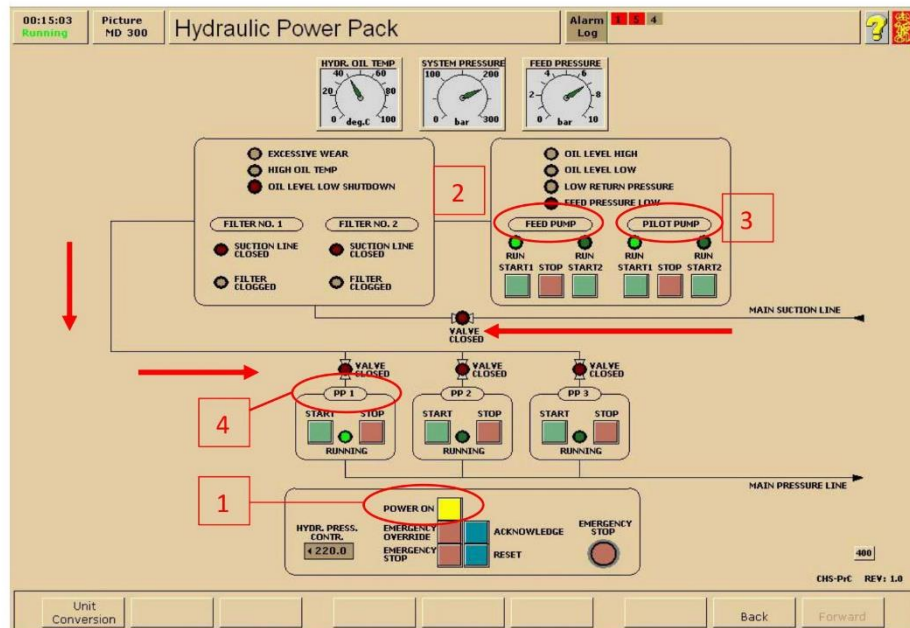 00:15:03
Running
Picture
MD 300
Hydraulic Power Pack
Alarm
Log
1 5 4
?
HYDR. OIL TEMP
40 60
20 80
0 deg.C 100
SYSTEM PRESSURE
100 200
0 bar 300
FEED PRESSURE
4 6
2 8
0 bar 10
EXCESSIVE WEAR
HIGH OIL TEMP
OIL LEVEL LOW SHUTDOWN
2
FILTER NO. 1
FILTER NO. 2
SUCTION LINE
CLOSED
SUCTION LINE
CLOSED
FILTER
CLOGGED
FILTER
CLOGGED
OIL LEVEL HIGH
OIL LEVEL LOW
LOW RETURN PRESSURE
FEED PRESSURE LOW
3
FEED PUMP
PILOT PUMP
RUN RUN RUN RUN
START1 STOP START2 START1 STOP START2
MAIN SUCTION LINE
VALVE
CLOSED
VALVE
CLOSED
VALVE
CLOSED
VALVE
CLOSED
4
PP 1
PP 2
PP 3
START STOP START STOP START STOP
RUNNING RUNNING RUNNING
MAIN PRESSURE LINE
1
POWER ON
HYDR. PRESS.
CONTR.
220.0
EMERGENCY
OVERRIDE
ACKNOWLEDGE
EMERGENCY
STOP
RESET
EMERGENCY
STOP
400
CHS-PrC REV: 1.0
Unit
Conversion
Back
Forward